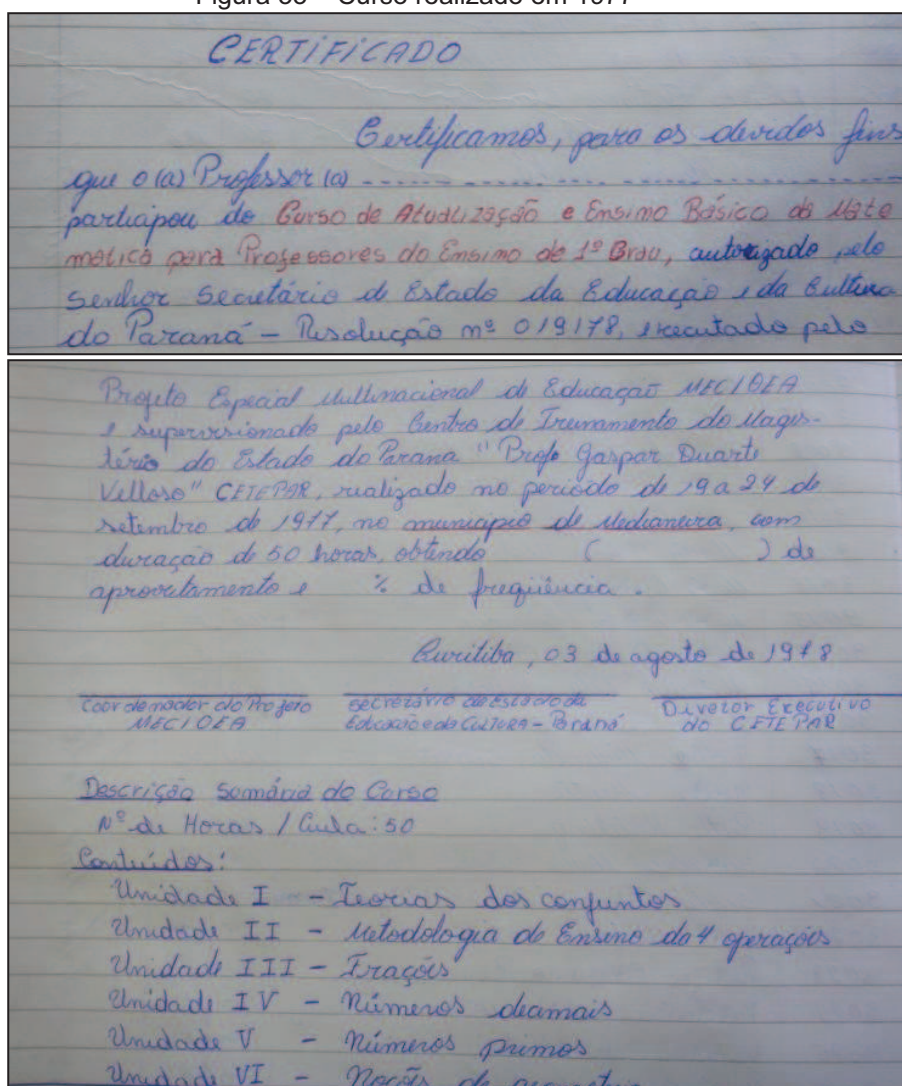 Curso realizado em 1977
CERTIFICADO
Certificamos, para os devidos fins
que o(a) Professor(a) ..........................
participou do Curso de Atualização e Ensino Básico da Mate
mática para Professores do Ensino de 1º Grau, autorizado pelo
Senhor Secretário de Estado da Educação e da Cultura
do Paraná - Resolução nº 019178, executado pelo
Projeto Especial Multinacional de Educação MEC/OEA
e supervisionado pelo Centro de Treinamento do Magis-
tério do Estado do Parana "Profo Gaspar Duarte
Velloso" CETEPAR, realizado no período de 19 a 24 de
setembro de 1977, no municipio de Medianeira, com
duração de 50 horas, obtendo ( ) de
aproveitamento e % de freqüência.
Curitiba, 03 de agosto de 1978
Coordenador do Projeto Secretário de Estado da Diretor Executivo
MEC/OEA Educação e da CULTURA - Paraná do CETEPAR
Descrição Somária do Curso
Nº de Horas / Aula: 50
Conteúdos:
Unidade I - Teorias dos conjuntos
Unidade II - Metodologia do Ensino da 4 operações
Unidade III - Frações
Unidade IV - Números decimais
Unidade V - Números primos
Unidade VI - Noções de geometria